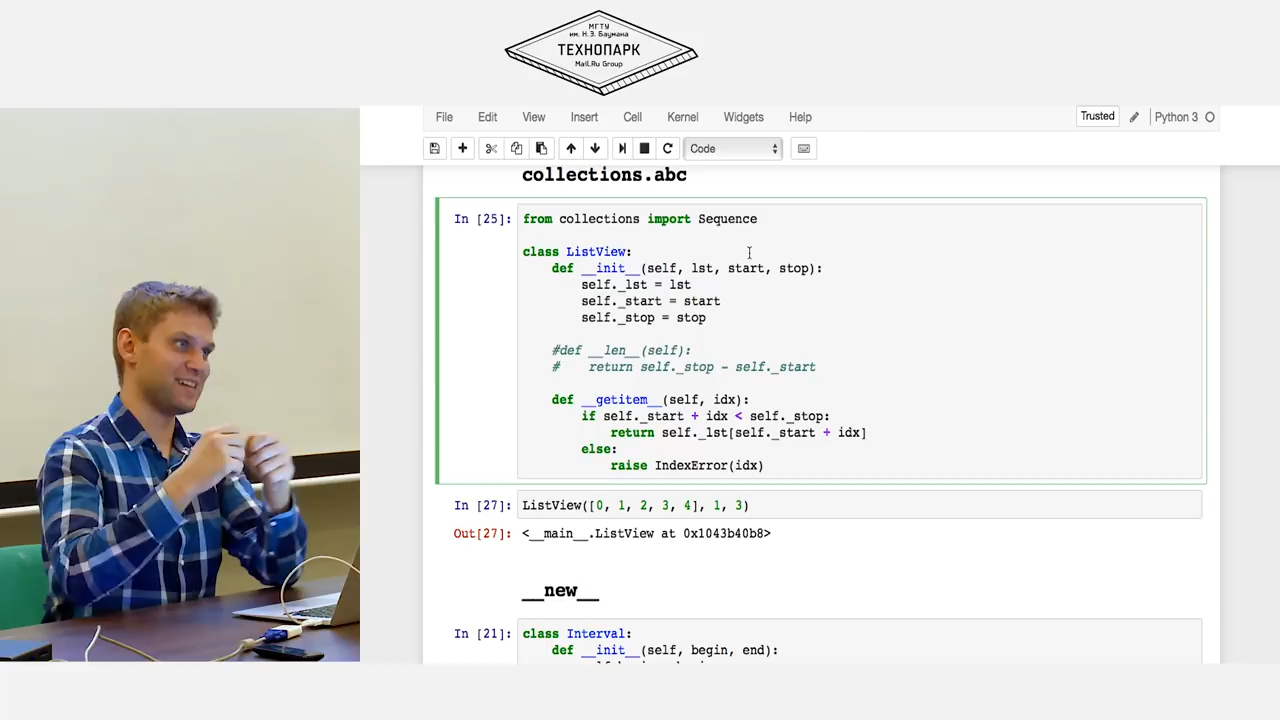 МГТУ
им. Н.Э. Баумана
ТЕХНОПАРК
Mail.Ru Group
File Edit View Insert Cell Kernel Widgets Help Trusted Python 3
Code
collections.abc
In [25]: from collections import Sequence
class ListView:
    def __init__(self, lst, start, stop):
        self._lst = lst
        self._start = start
        self._stop = stop
    #def __len__(self):
    #    return self._stop - self._start
    def __getitem__(self, idx):
        if self._start + idx < self._stop:
            return self._lst[self._start + idx]
        else:
            raise IndexError(idx)
In [27]: ListView([0, 1, 2, 3, 4], 1, 3)
Out[27]: <__main__.ListView at 0x1043b40b8>
__new__
In [21]: class Interval:
    def __init__(self, begin, end):